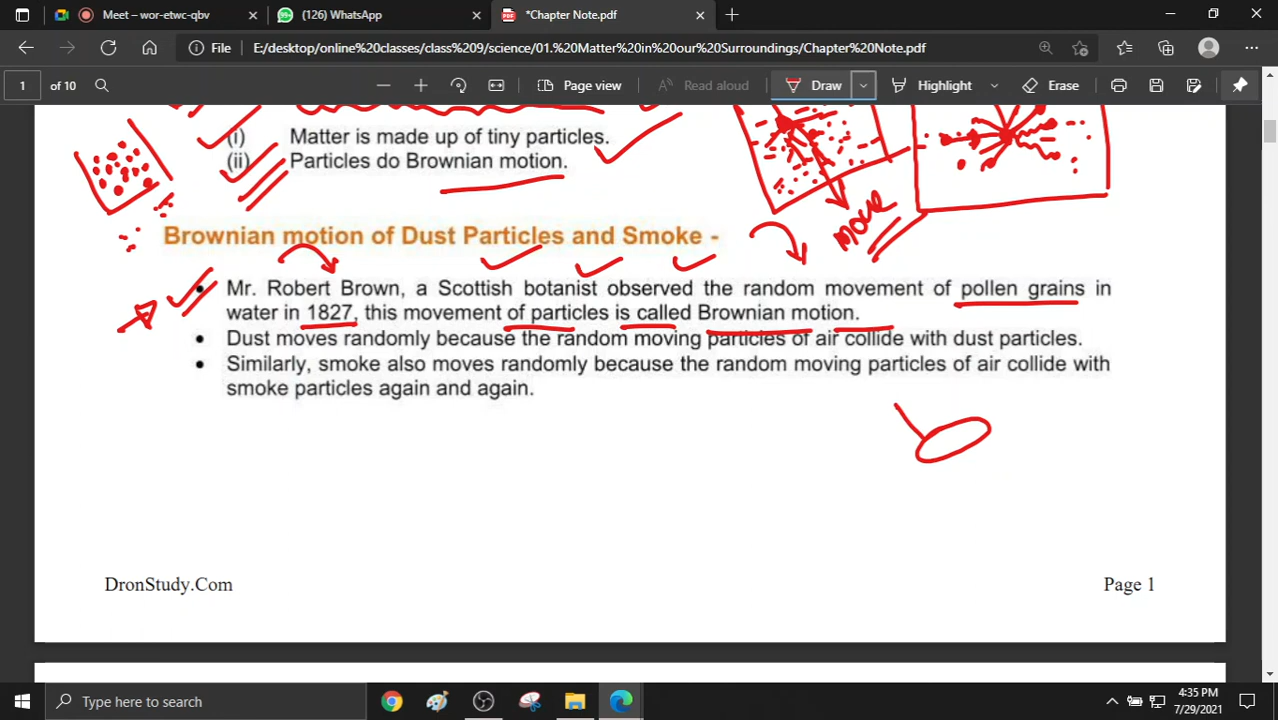 Meet – wor-etwc-qbv
(126) WhatsApp
*Chapter Note.pdf
File
E:/desktop/online%20classes/class%209/science/01.%20Matter%20in%20our%20Surroundings/Chapter%20Note.pdf
1 of 10
Page view
Read aloud
Draw
Highlight
Erase
(i) Matter is made up of tiny particles.
(ii) Particles do Brownian motion.
move
Brownian motion of Dust Particles and Smoke -
• Mr. Robert Brown, a Scottish botanist observed the random movement of pollen grains in
water in 1827, this movement of particles is called Brownian motion.
• Dust moves randomly because the random moving particles of air collide with dust particles.
• Similarly, smoke also moves randomly because the random moving particles of air collide with
smoke particles again and again.
DronStudy.Com
Page 1
Type here to search
4:35 PM
7/29/2021